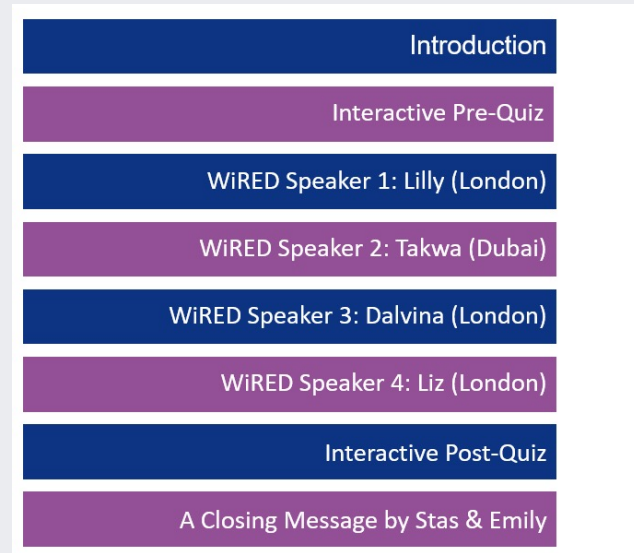 Introduction
Interactive Pre-Quiz
WiRED Speaker 1: Lilly (London)
WiRED Speaker 2: Takwa (Dubai)
WiRED Speaker 3: Dalvina (London)
WiRED Speaker 4: Liz (London)
Interactive Post-Quiz
A Closing Message by Stas & Emily